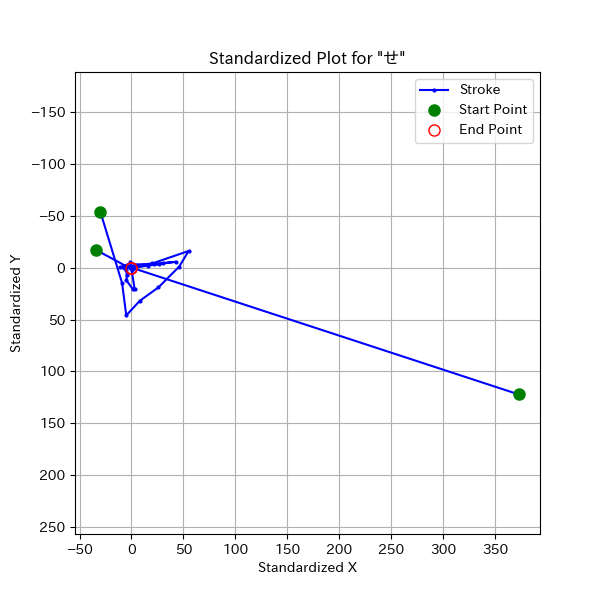 Standardized Plot for "せ"
Stroke
Start Point
End Point
Standardized Y
−150
−100
−50
0
50
100
150
200
250
−50 0 50 100 150 200 250 300 350
Standardized X